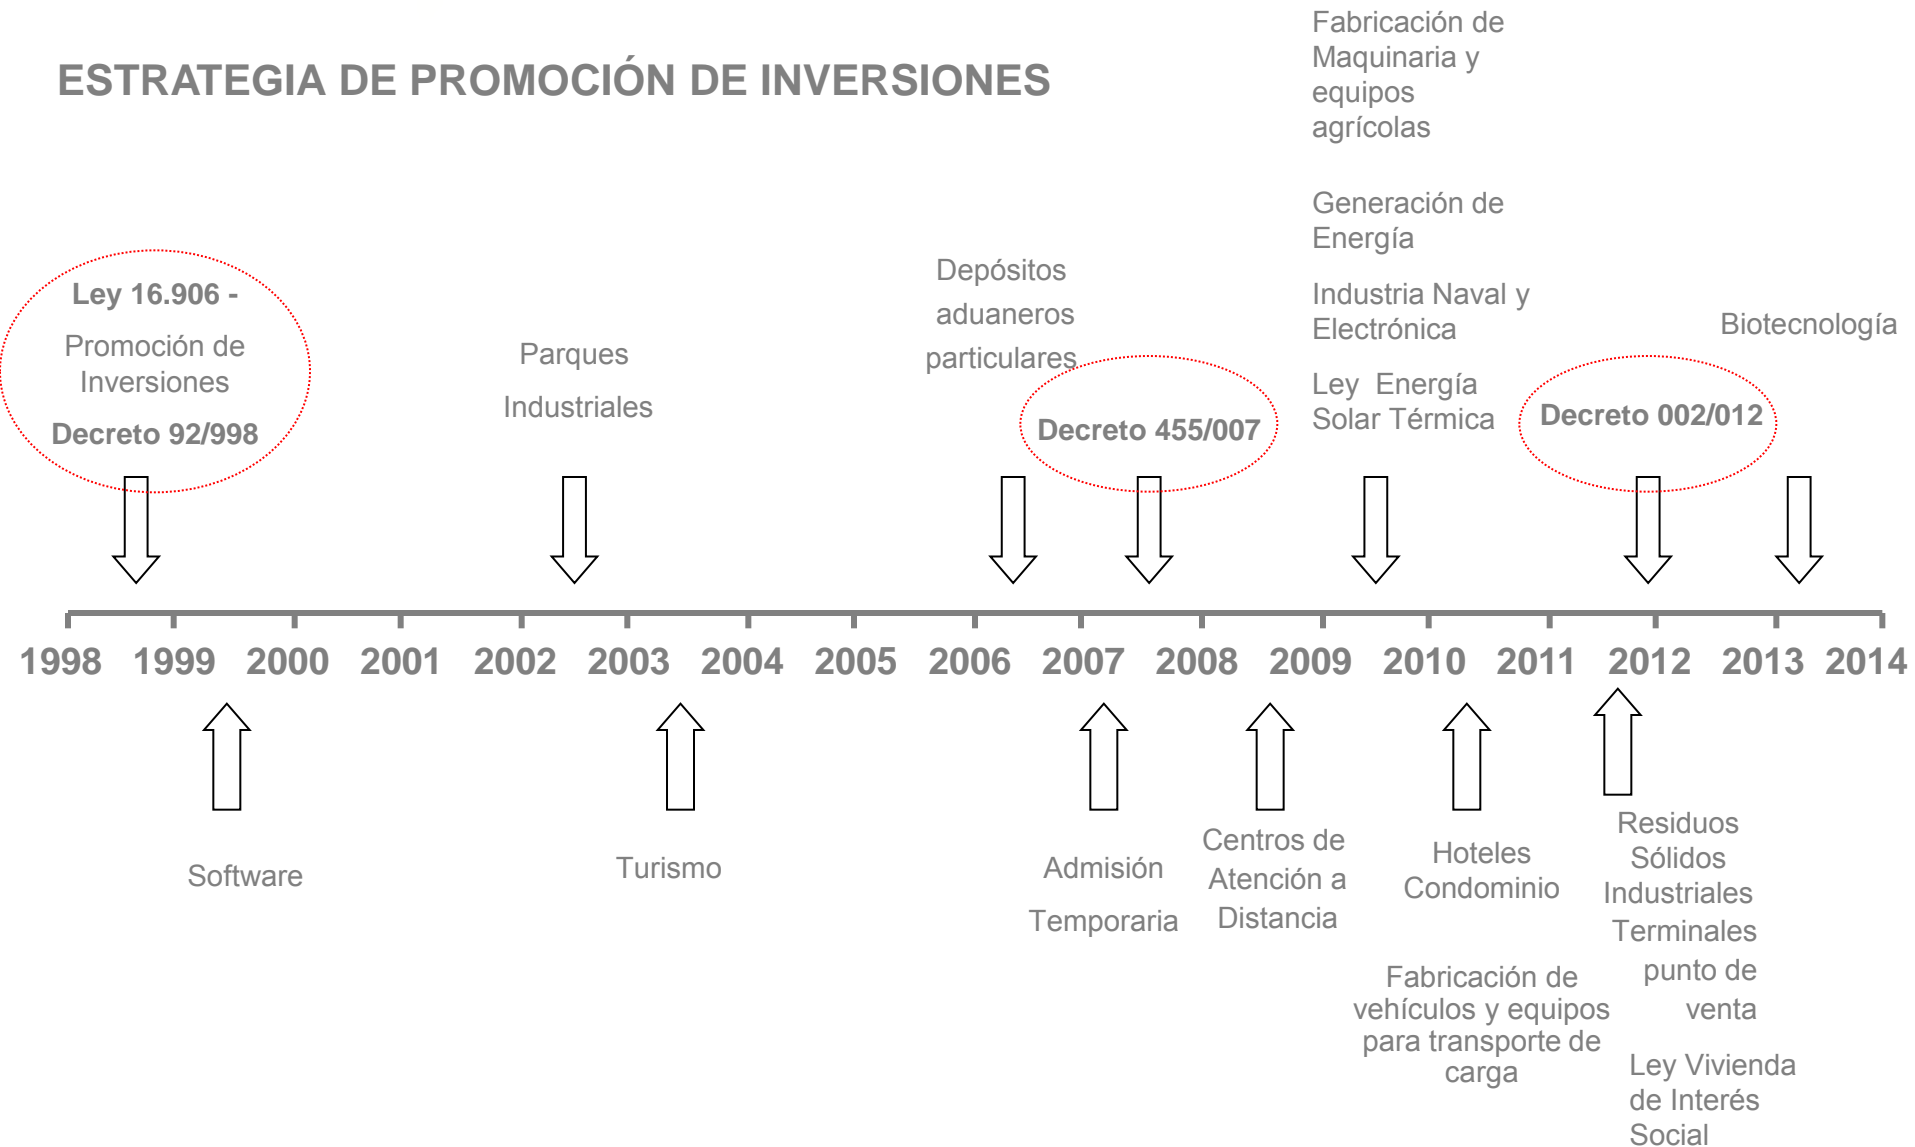 ESTRATEGIA DE PROMOCIÓN DE INVERSIONES
Ley 16.906 -
Promoción de
Inversiones
Decreto 92/998
Parques
Industriales
Depósitos
aduaneros
particulares
Decreto 455/007
Fabricación de
Maquinaria y
equipos
agrícolas
Generación de
Energía
Industria Naval y
Electrónica
Ley Energía
Solar Térmica
Decreto 002/012
Biotecnología
1998 1999 2000 2001 2002 2003 2004 2005 2006 2007 2008 2009 2010 2011 2012 2013 2014
Software
Turismo
Admisión
Temporaria
Centros de
Atención a
Distancia
Hoteles
Condominio
Fabricación de
vehículos y equipos
para transporte de
carga
Residuos
Sólidos
Industriales
Terminales
punto de
venta
Ley Vivienda
de Interés
Social